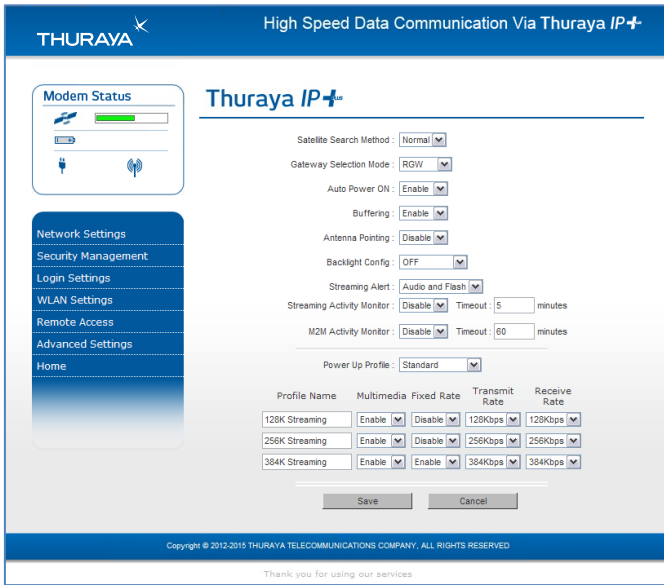 THURAYA
High Speed Data Communication Via Thuraya IP+
Modem Status
Network Settings
Security Management
Login Settings
WLAN Settings
Remote Access
Advanced Settings
Home
Thuraya IP+
Satellite Search Method : Normal
Gateway Selection Mode : RGW
Auto Power ON : Enable
Buffering : Enable
Antenna Pointing : Disable
Backlight Config : OFF
Streaming Alert : Audio and Flash
Streaming Activity Monitor : Disable Timeout : 5 minutes
M2M Activity Monitor : Disable Timeout : 60 minutes
Power Up Profile : Standard
Profile Name Multimedia Fixed Rate Transmit Rate Receive Rate
128K Streaming Enable Disable 128Kbps 128Kbps
256K Streaming Enable Disable 256Kbps 256Kbps
384K Streaming Enable Enable 384Kbps 384Kbps
Save Cancel
Copyright © 2012-2015 THURAYA TELECOMMUNICATIONS COMPANY, ALL RIGHTS RESERVED
Thank you for using our services